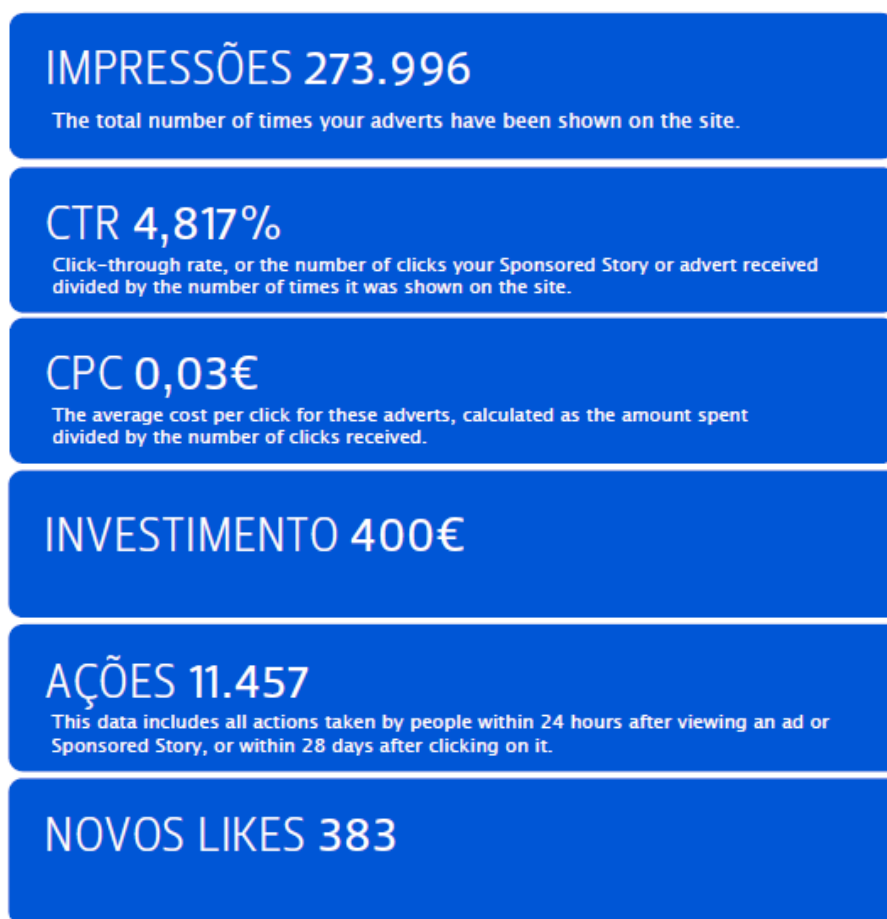 IMPRESSÕES 273.996
The total number of times your adverts have been shown on the site.
CTR 4,817%
Click-through rate, or the number of clicks your Sponsored Story or advert received
divided by the number of times it was shown on the site.
CPC 0,03€
The average cost per click for these adverts, calculated as the amount spent
divided by the number of clicks received.
INVESTIMENTO 400€
AÇÕES 11.457
This data includes all actions taken by people within 24 hours after viewing an ad or
Sponsored Story, or within 28 days after clicking on it.
NOVOS LIKES 383